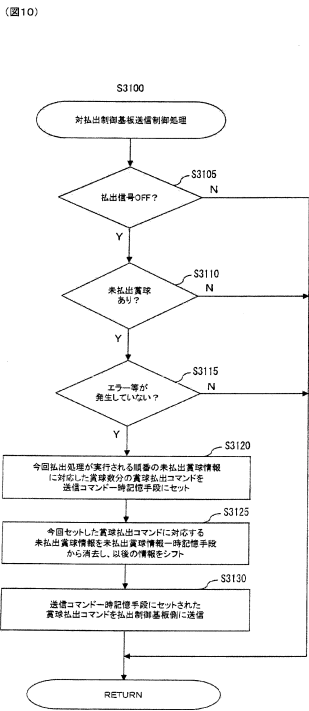 (図10)
S3100
対払出制御基板送信制御処理
S3105
払出信号OFF?
N
Y
S3110
未払出賞球
あり?
N
Y
S3115
エラー等が
発生していない?
N
Y
S3120
今回払出処理が実行される順番の未払出賞球情報
に対応した賞球数分の賞球払出コマンドを
送信コマンド一時記憶手段にセット
S3125
今回セットした賞球払出コマンドに対応する
未払出賞球情報を未払出賞球情報一時記憶手段
から消去し、以後の情報をシフト
S3130
送信コマンド一時記憶手段にセットされた
賞球払出コマンドを払出制御基板側に送信
RETURN